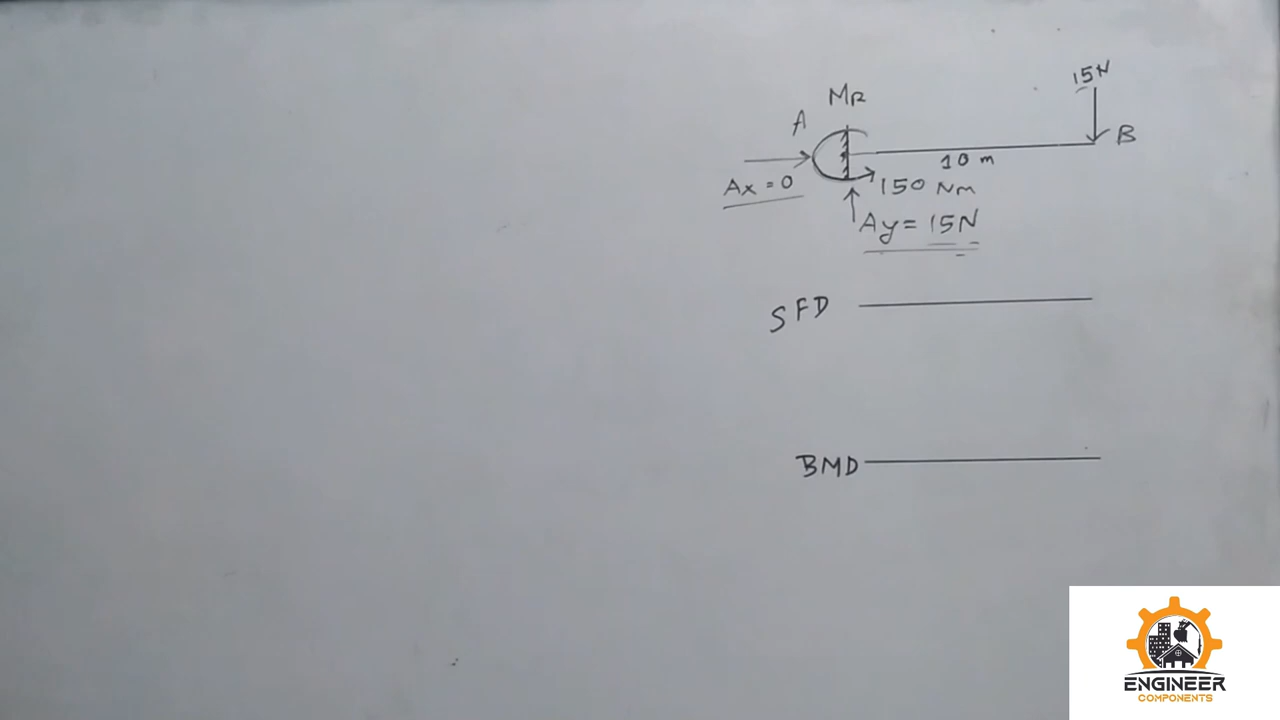 15N
MR
A
B
10 m
Ax = 0
150 Nm
Ay = 15N
SFD
BMD
ENGINEER
COMPONENTS